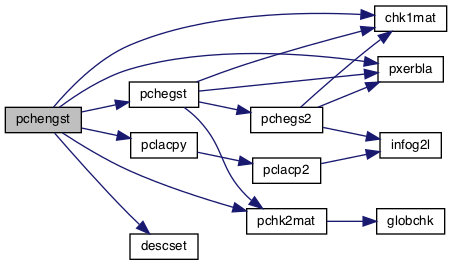 chk1mat
pxerbla
pchegst
pchengst
pchegs2
pclacpy
infog2l
pclacp2
pchk2mat
globchk
descset